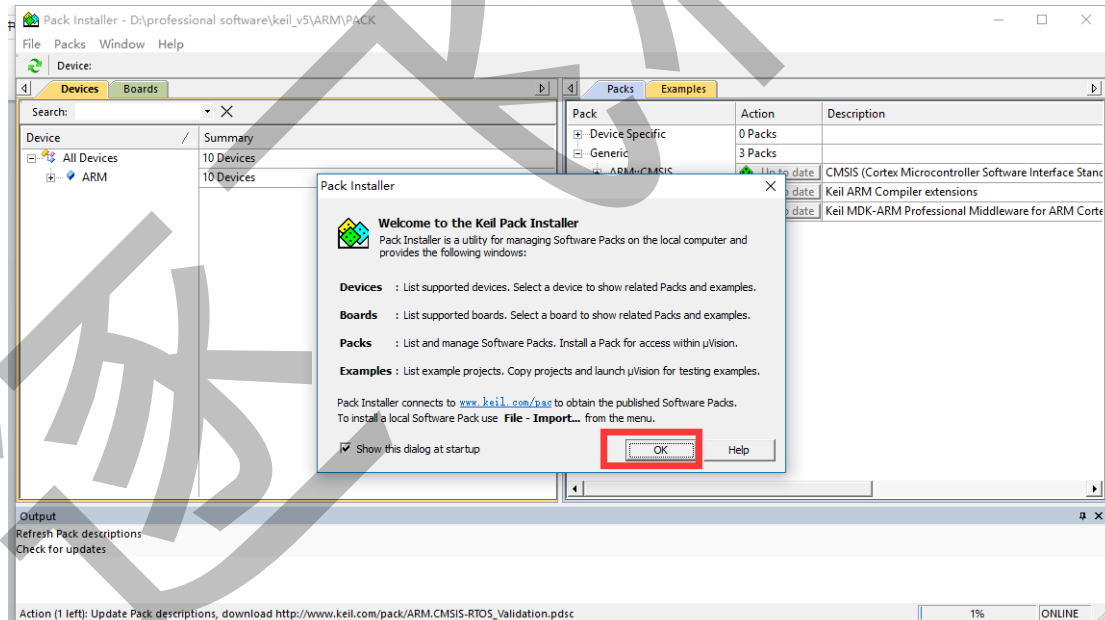 Pack Installer - D:\professional software\keil_v5\ARM\PACK
File Packs Window Help
Device:
Devices Boards
Search:
Device / Summary
All Devices 10 Devices
ARM 10 Devices
Packs Examples
Pack Action Description
Device Specific 0 Packs
Generic 3 Packs
ARM::CMSIS Up to date CMSIS (Cortex Microcontroller Software Interface Stanc
date Keil ARM Compiler extensions
date Keil MDK-ARM Professional Middleware for ARM Corte
Pack Installer
Welcome to the Keil Pack Installer
Pack Installer is a utility for managing Software Packs on the local computer and
provides the following windows:
Devices : List supported devices. Select a device to show related Packs and examples.
Boards : List supported boards. Select a board to show related Packs and examples.
Packs : List and manage Software Packs. Install a Pack for access within µVision.
Examples : List example projects. Copy projects and launch µVision for testing examples.
Pack Installer connects to www.keil.com/pac to obtain the published Software Packs.
To install a local Software Pack use File - Import... from the menu.
Show this dialog at startup
OK Help
Output
Refresh Pack descriptions
Check for updates
Action (1 left): Update Pack descriptions, download http://www.keil.com/pack/ARM.CMSIS-RTOS_Validation.pdsc 1% ONLINE